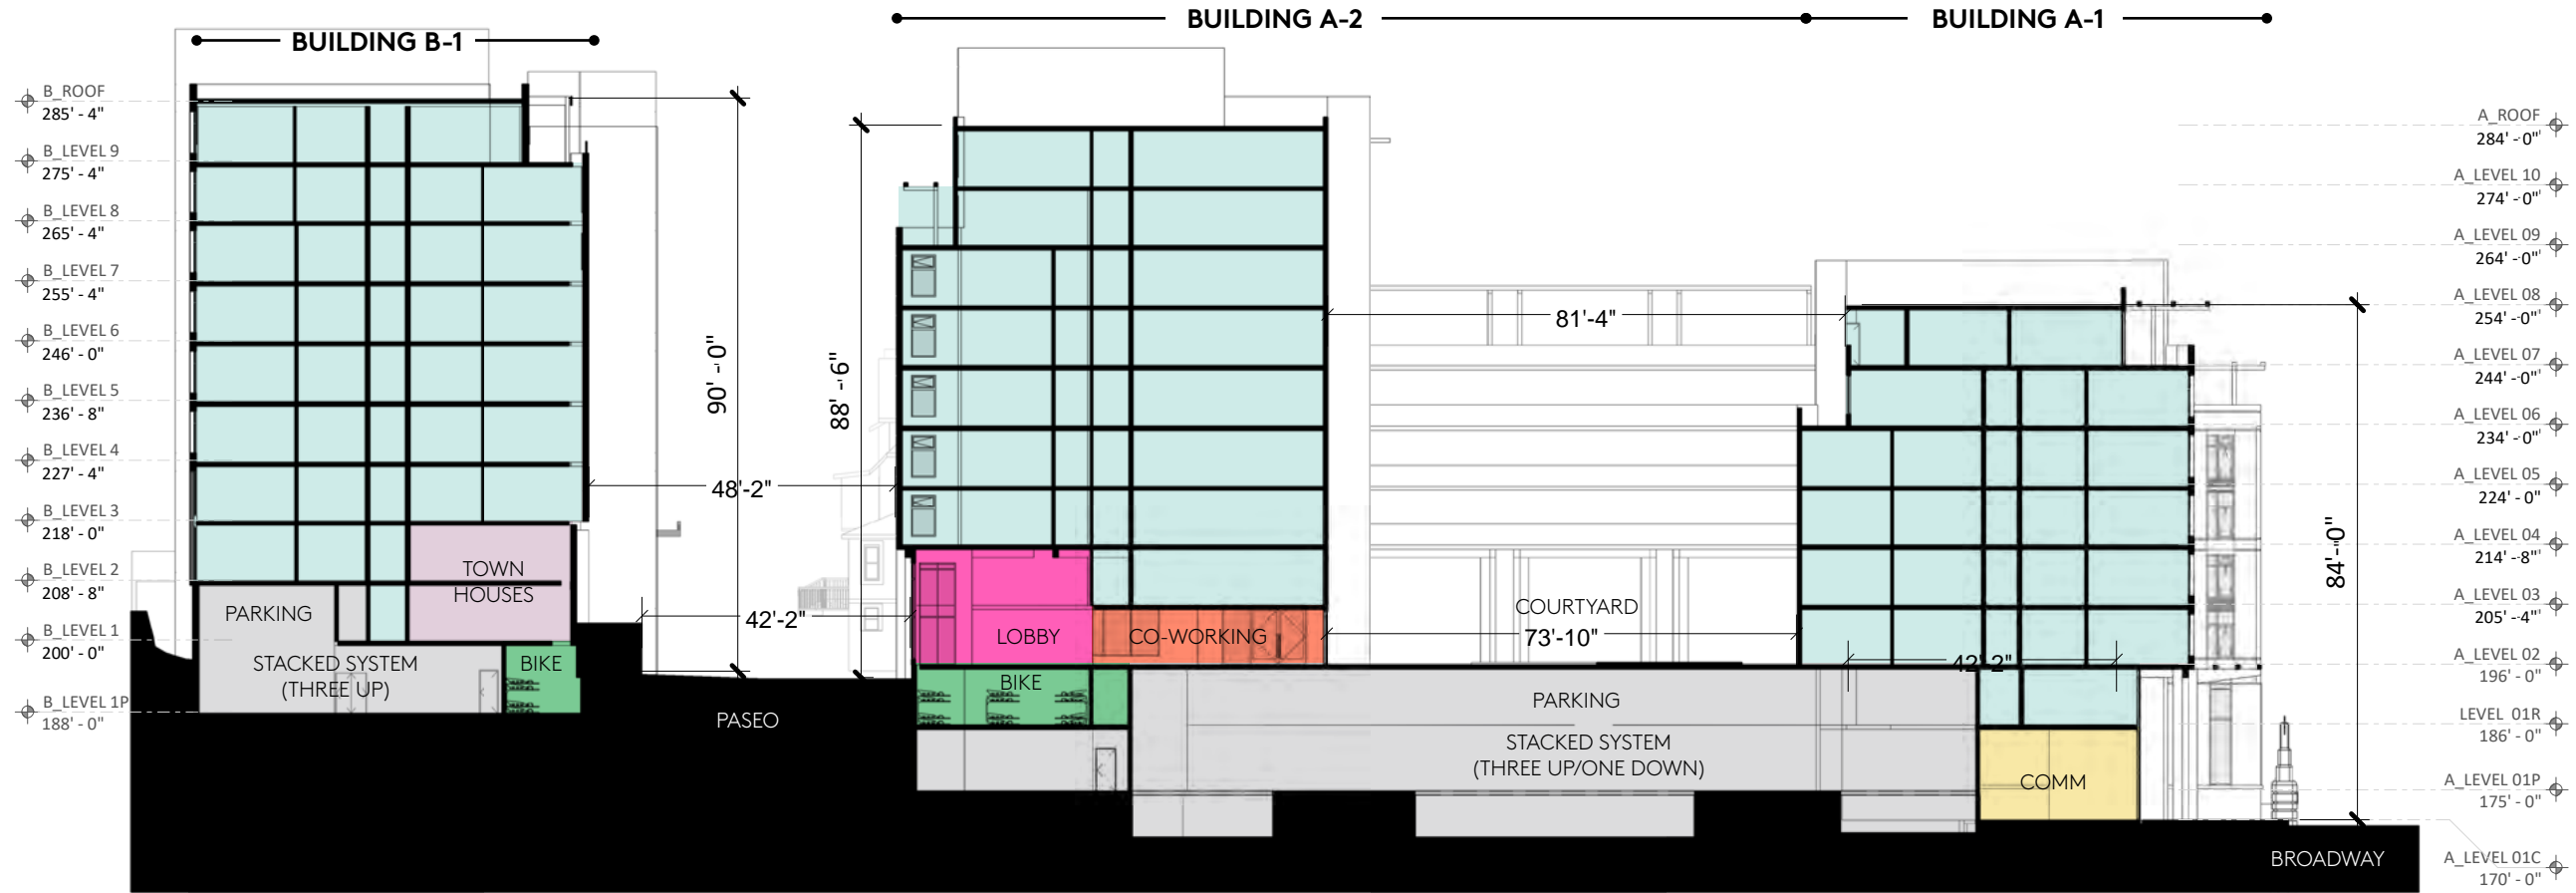 BUILDING B-1
BUILDING A-2
BUILDING A-1
B_ROOF
285' - 4"
B_LEVEL 9
275' - 4"
B_LEVEL 8
265' - 4"
B_LEVEL 7
255' - 4"
B_LEVEL 6
246' - 0"
B_LEVEL 5
236' - 8"
B_LEVEL 4
227' - 4"
B_LEVEL 3
218' - 0"
B_LEVEL 2
208' - 8"
B_LEVEL 1
200' - 0"
B_LEVEL 1P
188' - 0"
TOWN
HOUSES
PARKING
STACKED SYSTEM
(THREE UP)
BIKE
90' - 0"
48'-2"
42'-2"
PASEO
88' - 6"
LOBBY
CO-WORKING
BIKE
81'-4"
COURTYARD
73'-10"
PARKING
STACKED SYSTEM
(THREE UP/ONE DOWN)
42'-2"
COMM
84' - 0"
BROADWAY
A_ROOF
284' - 0"
A_LEVEL 10
274' - 0"
A_LEVEL 09
264' - 0"
A_LEVEL 08
254' - 0"
A_LEVEL 07
244' - 0"
A_LEVEL 06
234' - 0"
A_LEVEL 05
224' - 0"
A_LEVEL 04
214' - 8"
A_LEVEL 03
205' - 4"
A_LEVEL 02
196' - 0"
LEVEL 01R
186' - 0"
A_LEVEL 01P
175' - 0"
A_LEVEL 01C
170' - 0"